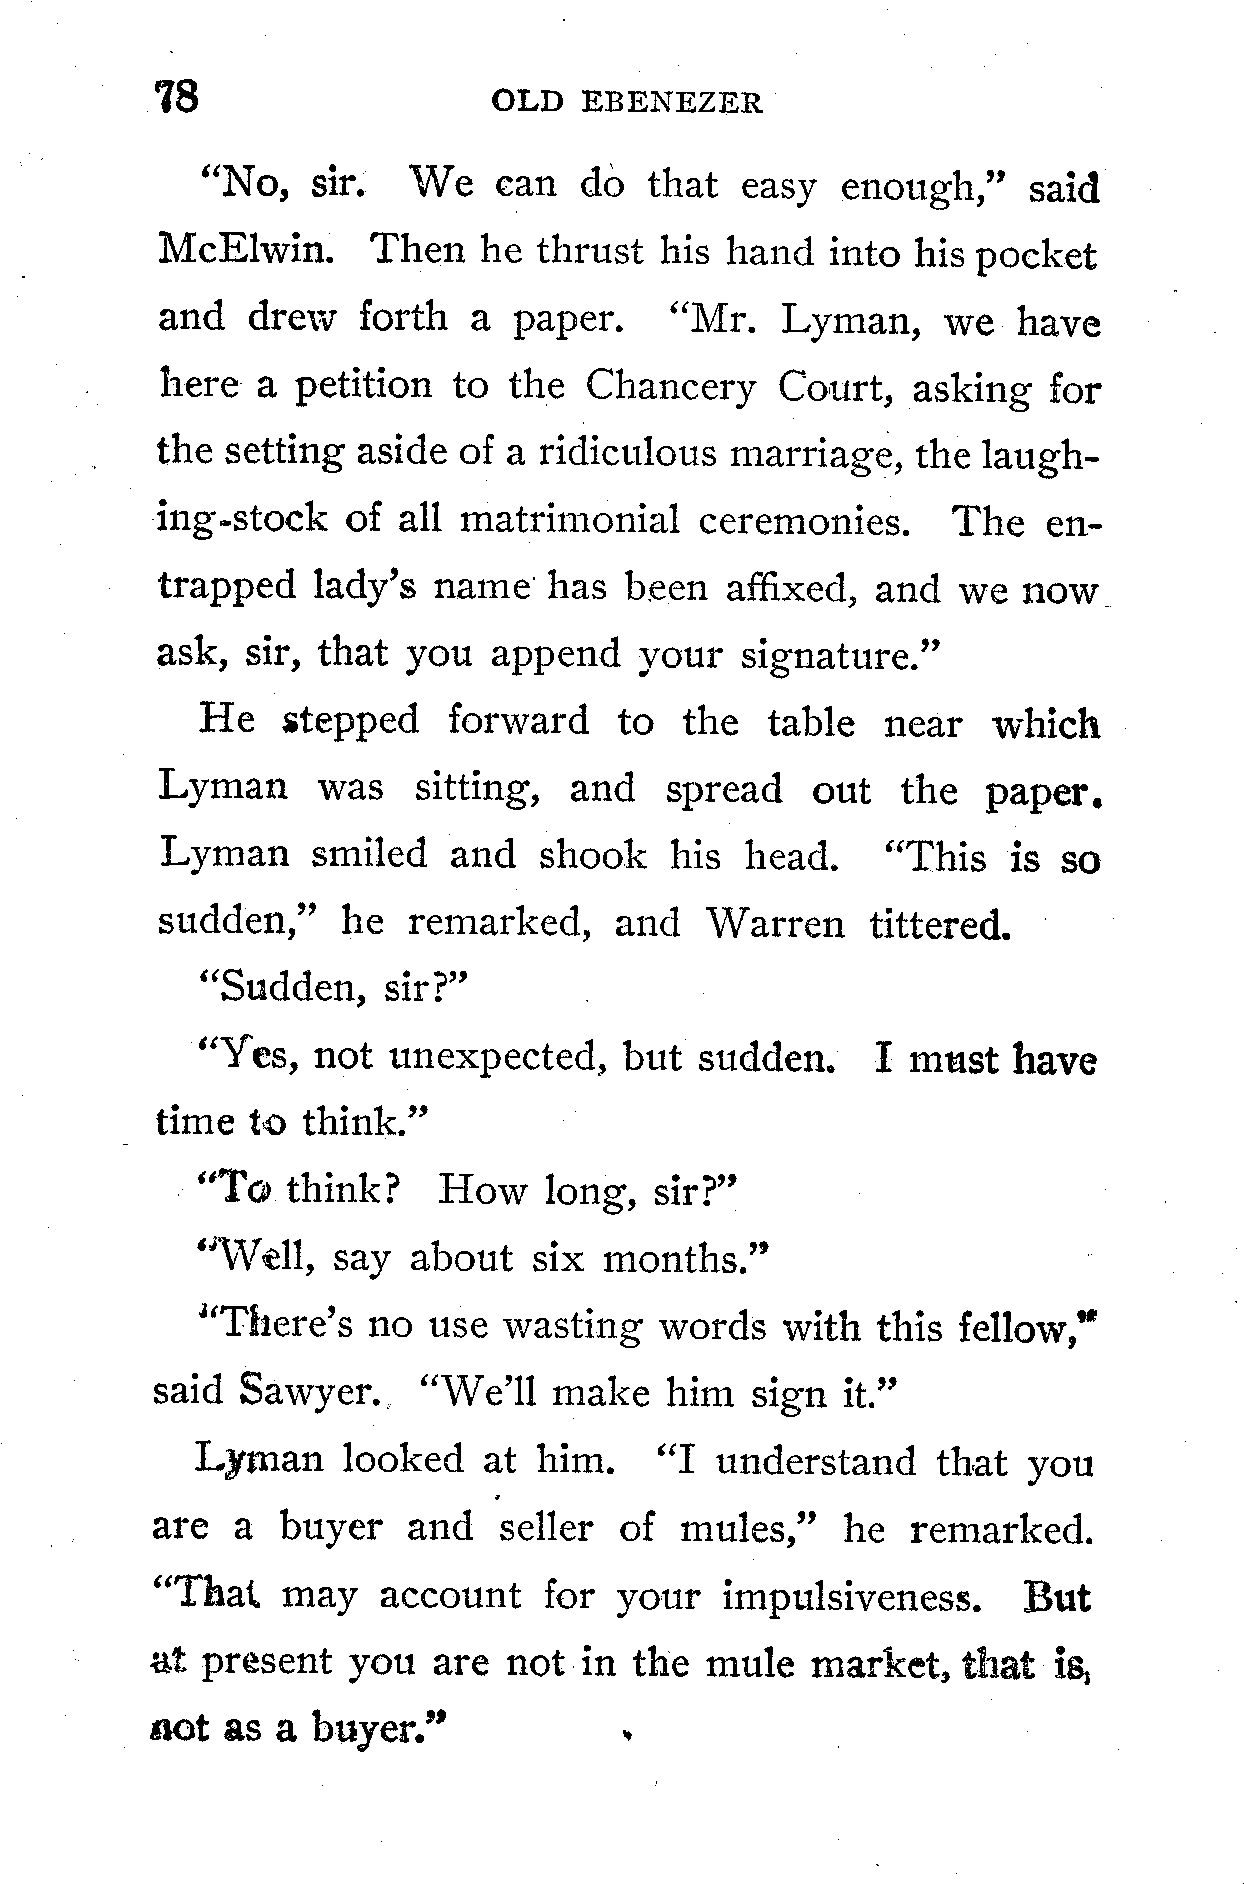 78 OLD EBENEZER
“No, sir. We can do that easy enough,” said
McElwin. Then he thrust his hand into his pocket
and drew forth a paper. “Mr. Lyman, we have
here a petition to the Chancery Court, asking for
the setting aside of a ridiculous marriage, the laugh-
ing-stock of all matrimonial ceremonies. The en-
trapped lady’s name has been affixed, and we now
ask, sir, that you append your signature.”
He stepped forward to the table near which
Lyman was sitting, and spread out the paper.
Lyman smiled and shook his head. “This is so
sudden,” he remarked, and Warren tittered.
“Sudden, sir?”
“Yes, not unexpected, but sudden. I must have
time to think.”
“To think? How long, sir?”
“Well, say about six months.”
“There’s no use wasting words with this fellow,”
said Sawyer. “We’ll make him sign it.”
Lyman looked at him. “I understand that you
are a buyer and seller of mules,” he remarked.
“That may account for your impulsiveness. But
at present you are not in the mule market, that is,
not as a buyer.”